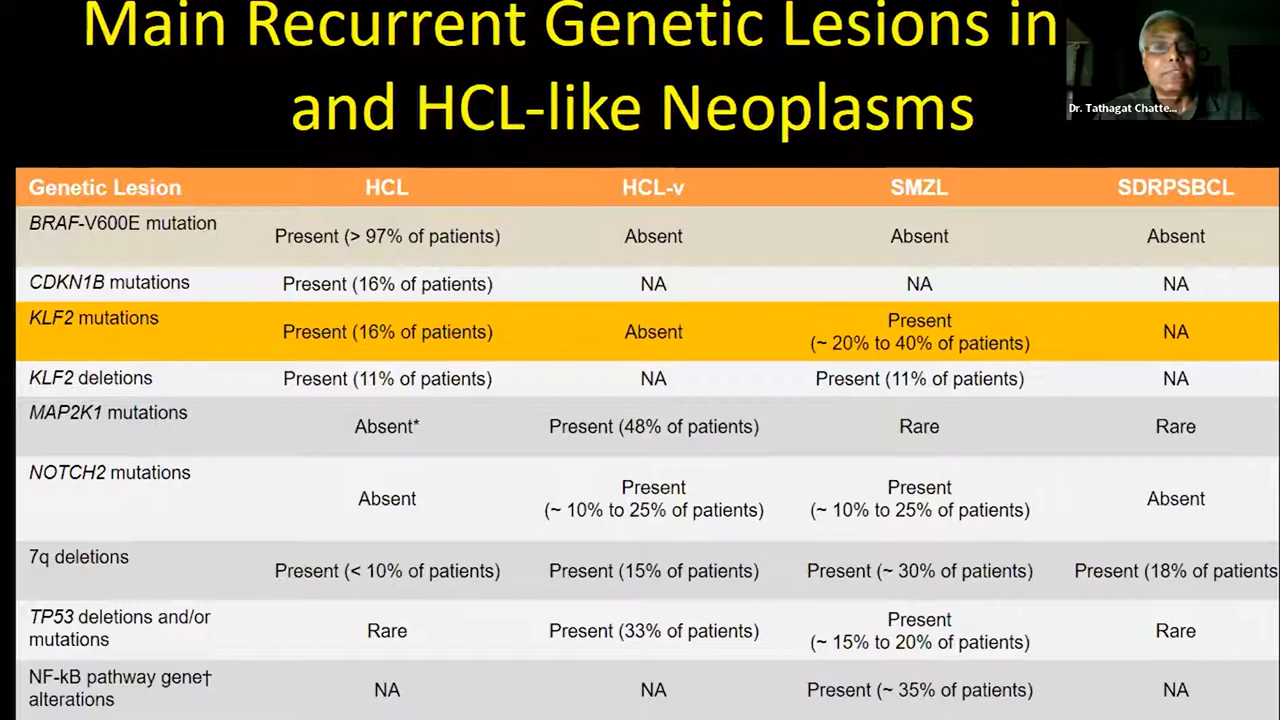 Main Recurrent Genetic Lesions in
and HCL-like Neoplasms
Dr. Tathagat Chatte...
Genetic Lesion HCL HCL-v SMZL SDRPSBCL
BRAF-V600E mutation Present (> 97% of patients) Absent Absent Absent
CDKN1B mutations Present (16% of patients) NA NA NA
KLF2 mutations Present (16% of patients) Absent Present (~ 20% to 40% of patients) NA
KLF2 deletions Present (11% of patients) NA Present (11% of patients) NA
MAP2K1 mutations Absent* Present (48% of patients) Rare Rare
NOTCH2 mutations Absent Present (~ 10% to 25% of patients) Present (~ 10% to 25% of patients) Absent
7q deletions Present (< 10% of patients) Present (15% of patients) Present (~ 30% of patients) Present (18% of patients
TP53 deletions and/or mutations Rare Present (33% of patients) Present (~ 15% to 20% of patients) Rare
NF-kB pathway gene† alterations NA NA Present (~ 35% of patients) NA